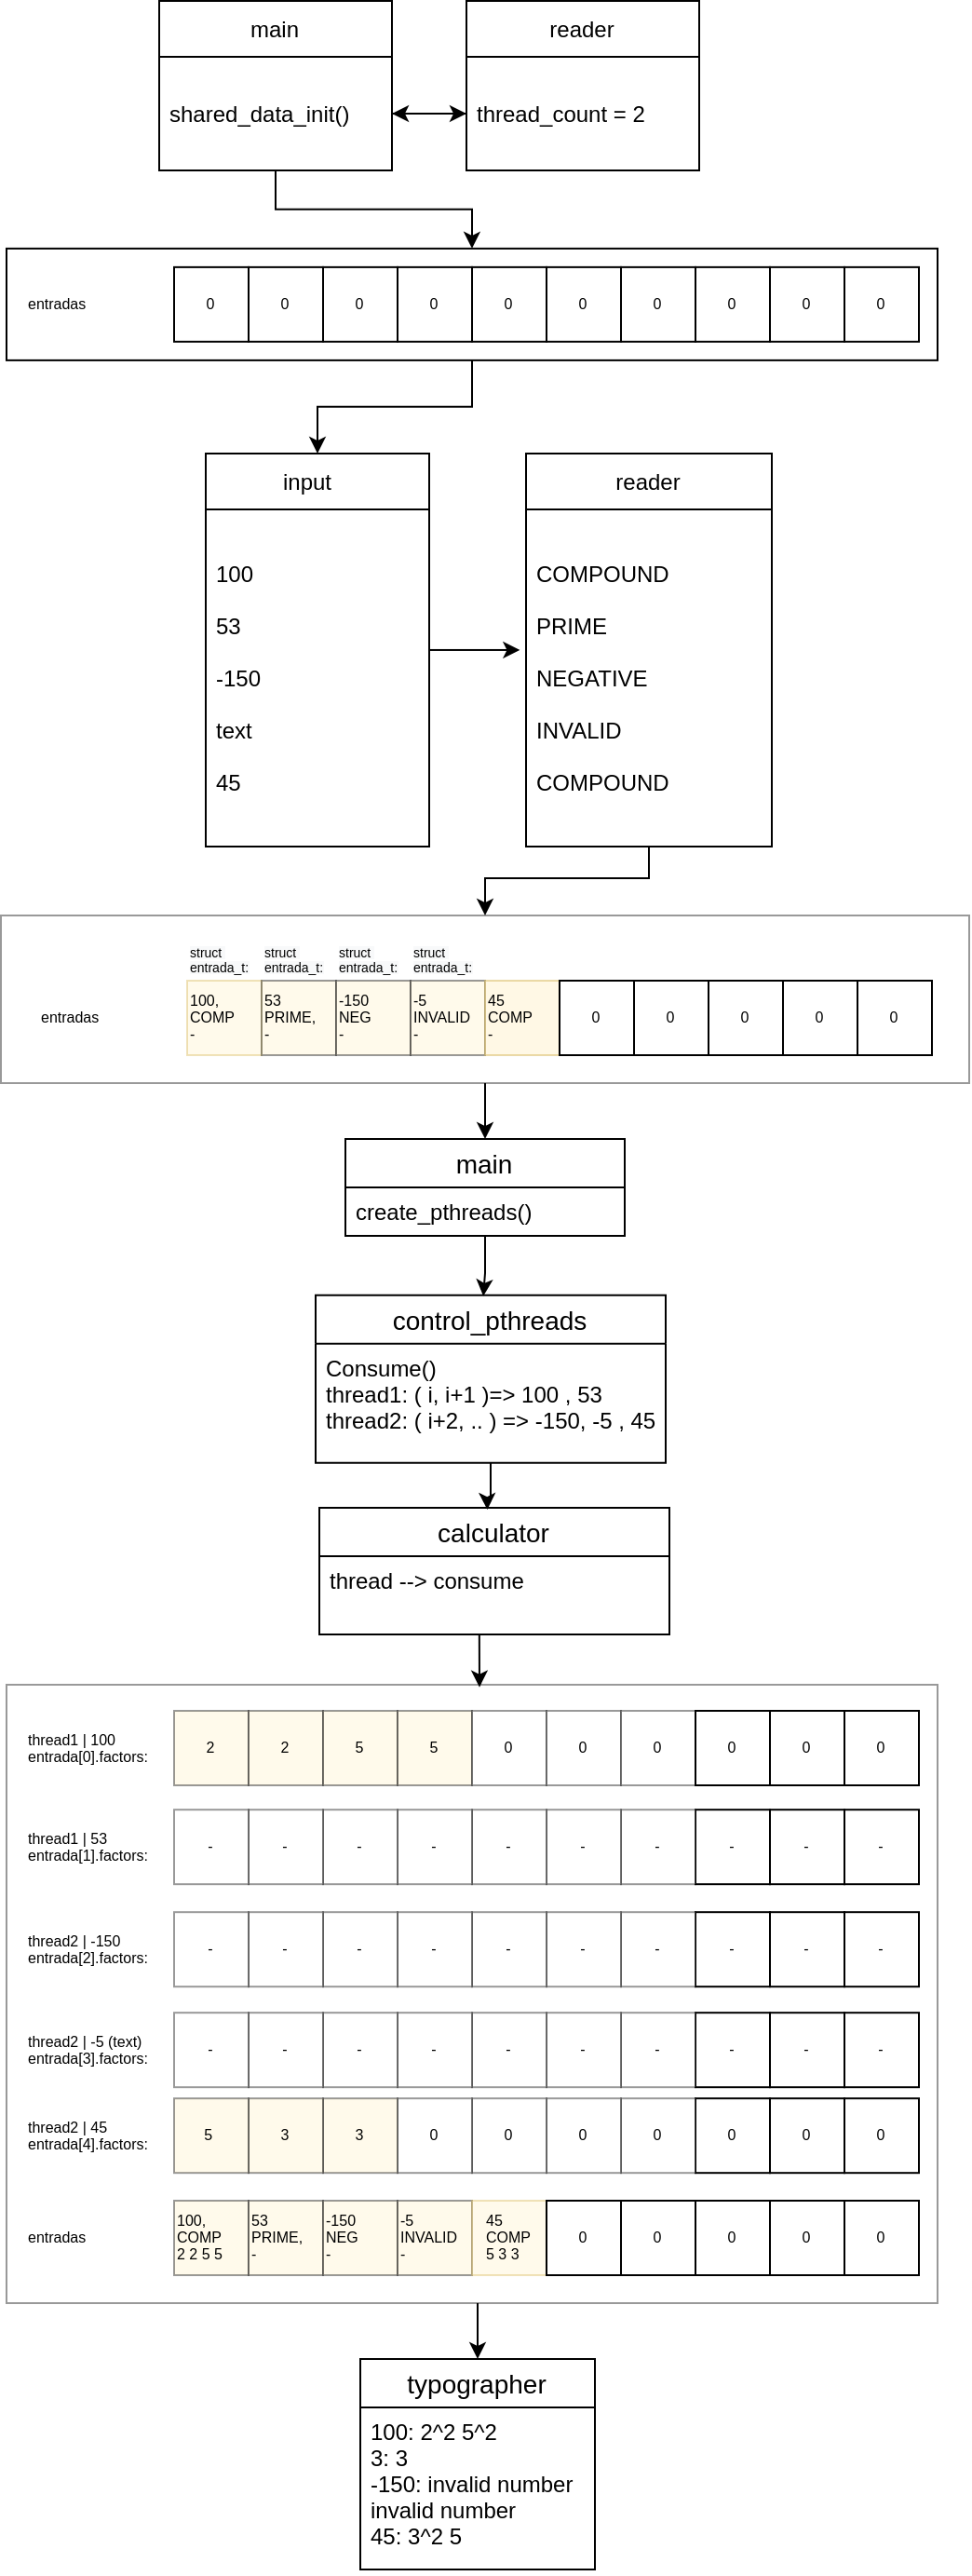 main
reader
shared_data_init()
thread_count = 2
entradas
0 0 0 0 0 0 0 0 0 0
input
reader
100
COMPOUND
53
PRIME
-150
NEGATIVE
text
INVALID
45
COMPOUND
struct struct struct struct
entrada_t: entrada_t: entrada_t: entrada_t:
entradas
100,
COMP
-
53
PRIME,
-
-150
NEG
-
-5
INVALID
-
45
COMP
-
0 0 0 0 0
main
create_pthreads()
control_pthreads
Consume()
thread1: ( i, i+1 )=> 100 , 53
thread2: ( i+2, .. ) => -150, -5 , 45
calculator
thread --> consume
thread1 | 100
entrada[0].factors:
2 2 5 5 0 0 0 0 0 0
thread1 | 53
entrada[1].factors:
- - - - - - - - - -
thread2 | -150
entrada[2].factors:
- - - - - - - - - -
thread2 | -5 (text)
entrada[3].factors:
- - - - - - - - - -
thread2 | 45
entrada[4].factors:
5 3 3 0 0 0 0 0 0 0
entradas
100,
COMP
2 2 5 5
53
PRIME,
-
-150
NEG
-
-5
INVALID
-
45
COMP
5 3 3
0 0 0 0 0
typographer
100: 2^2 5^2
3: 3
-150: invalid number
invalid number
45: 3^2 5